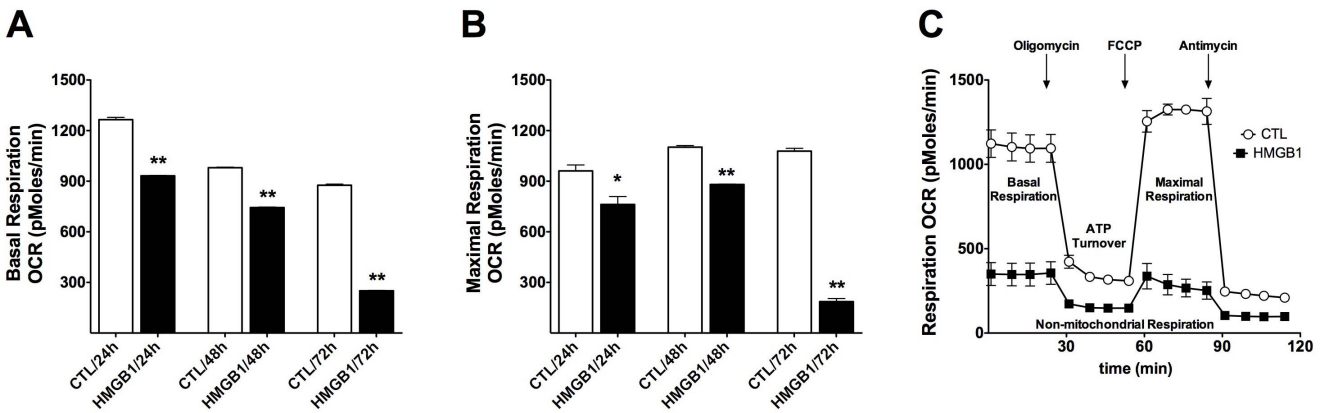 A
Basal Respiration
OCR (pMoles/min)
1500
1200
900
600
300
**
**
**
CTL/24h
HMGB1/24h
CTL/48h
HMGB1/48h
CTL/72h
HMGB1/72h
B
Maximal Respiration
OCR (pMoles/min)
1500
1200
900
600
300
*
**
**
CTL/24h
HMGB1/24h
CTL/48h
HMGB1/48h
CTL/72h
HMGB1/72h
C
Oligomycin
FCCP
Antimycin
Respiration OCR (pMoles/min)
1500
1000
500
0
CTL
HMGB1
Basal
Respiration
Maximal
Respiration
ATP
Turnover
Non-mitochondrial Respiration
30
60
90
120
time (min)